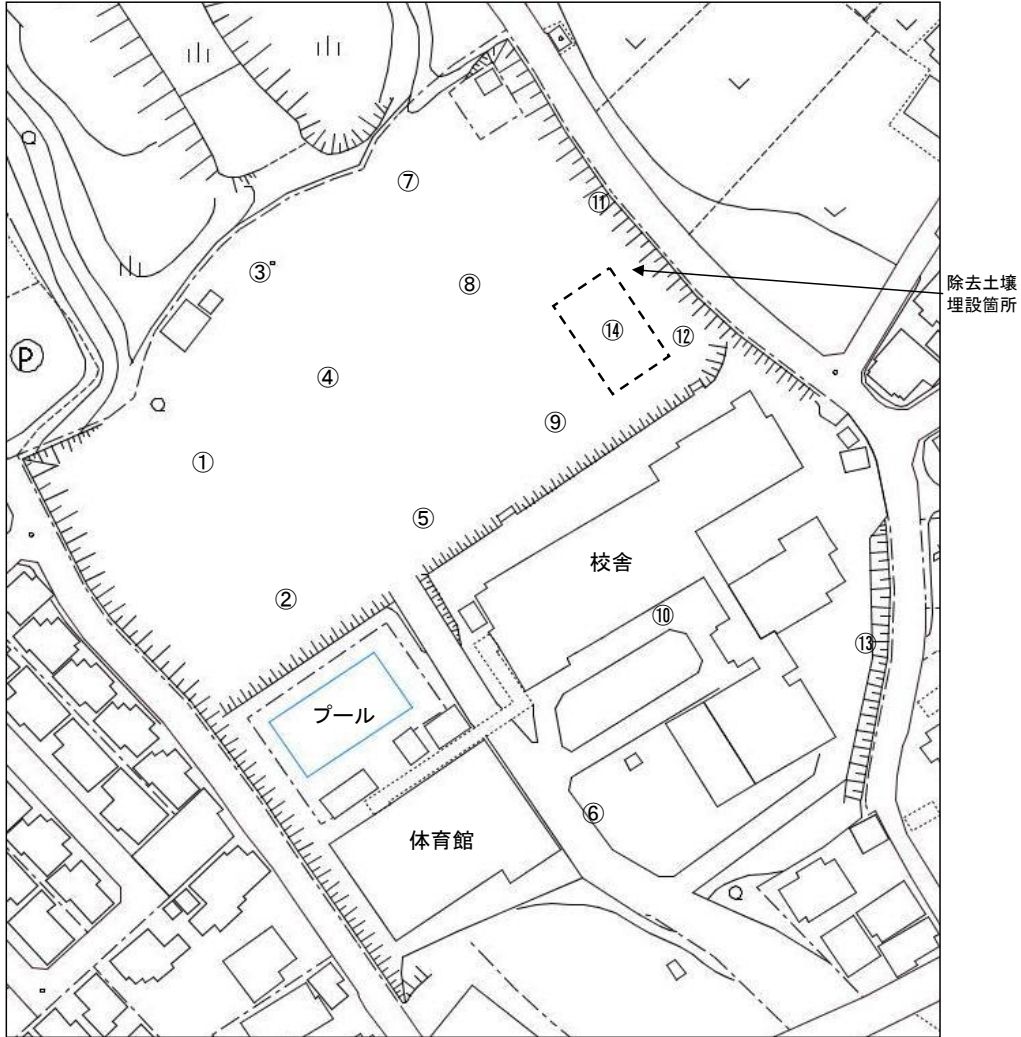 ⑦
⑪
③
⑧
除去土壌
埋設箇所
⑭
⑫
P
④
⑨
①
⑤
校舎
②
⑩
⑬
プール
⑥
体育館